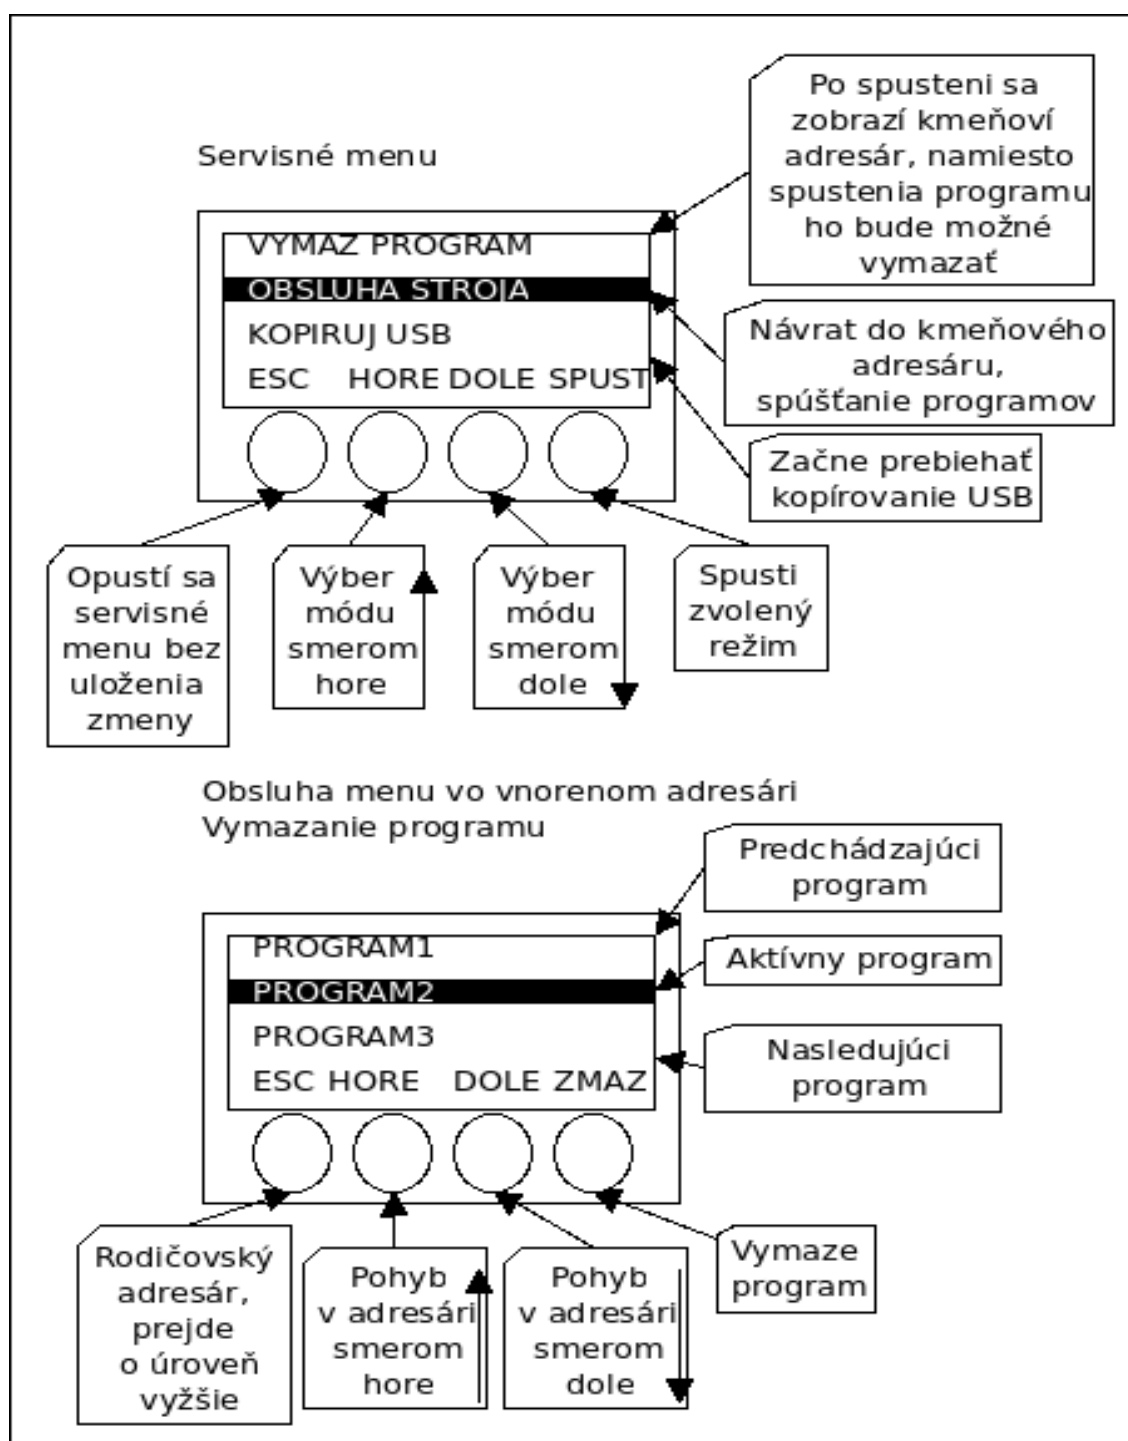 Servisné menu
Po spusteni sa
zobrazí kmeňoví
adresár, namiesto
spustenia programu
ho bude možné
vymazať
VYMAZ PROGRAM
OBSLUHA STROJA
KOPIRUJ USB
ESC HORE DOLE SPUST
Návrat do kmeňového
adresáru,
spúšťanie programov
Začne prebiehať
kopírovanie USB
Opustí sa
servisné
menu bez
uloženia
zmeny
Výber
módu
smerom
hore
Výber
módu
smerom
dole
Spusti
zvolený
režim
Obsluha menu vo vnorenom adresári
Vymazanie programu
Predchádzajúci
program
PROGRAM1
PROGRAM2
PROGRAM3
ESC HORE DOLE ZMAZ
Aktívny program
Nasledujúci
program
Rodičovský
adresár,
prejde
o úroveň
vyžšie
Pohyb
v adresári
smerom
hore
Pohyb
v adresári
smerom
dole
Vymaze
program